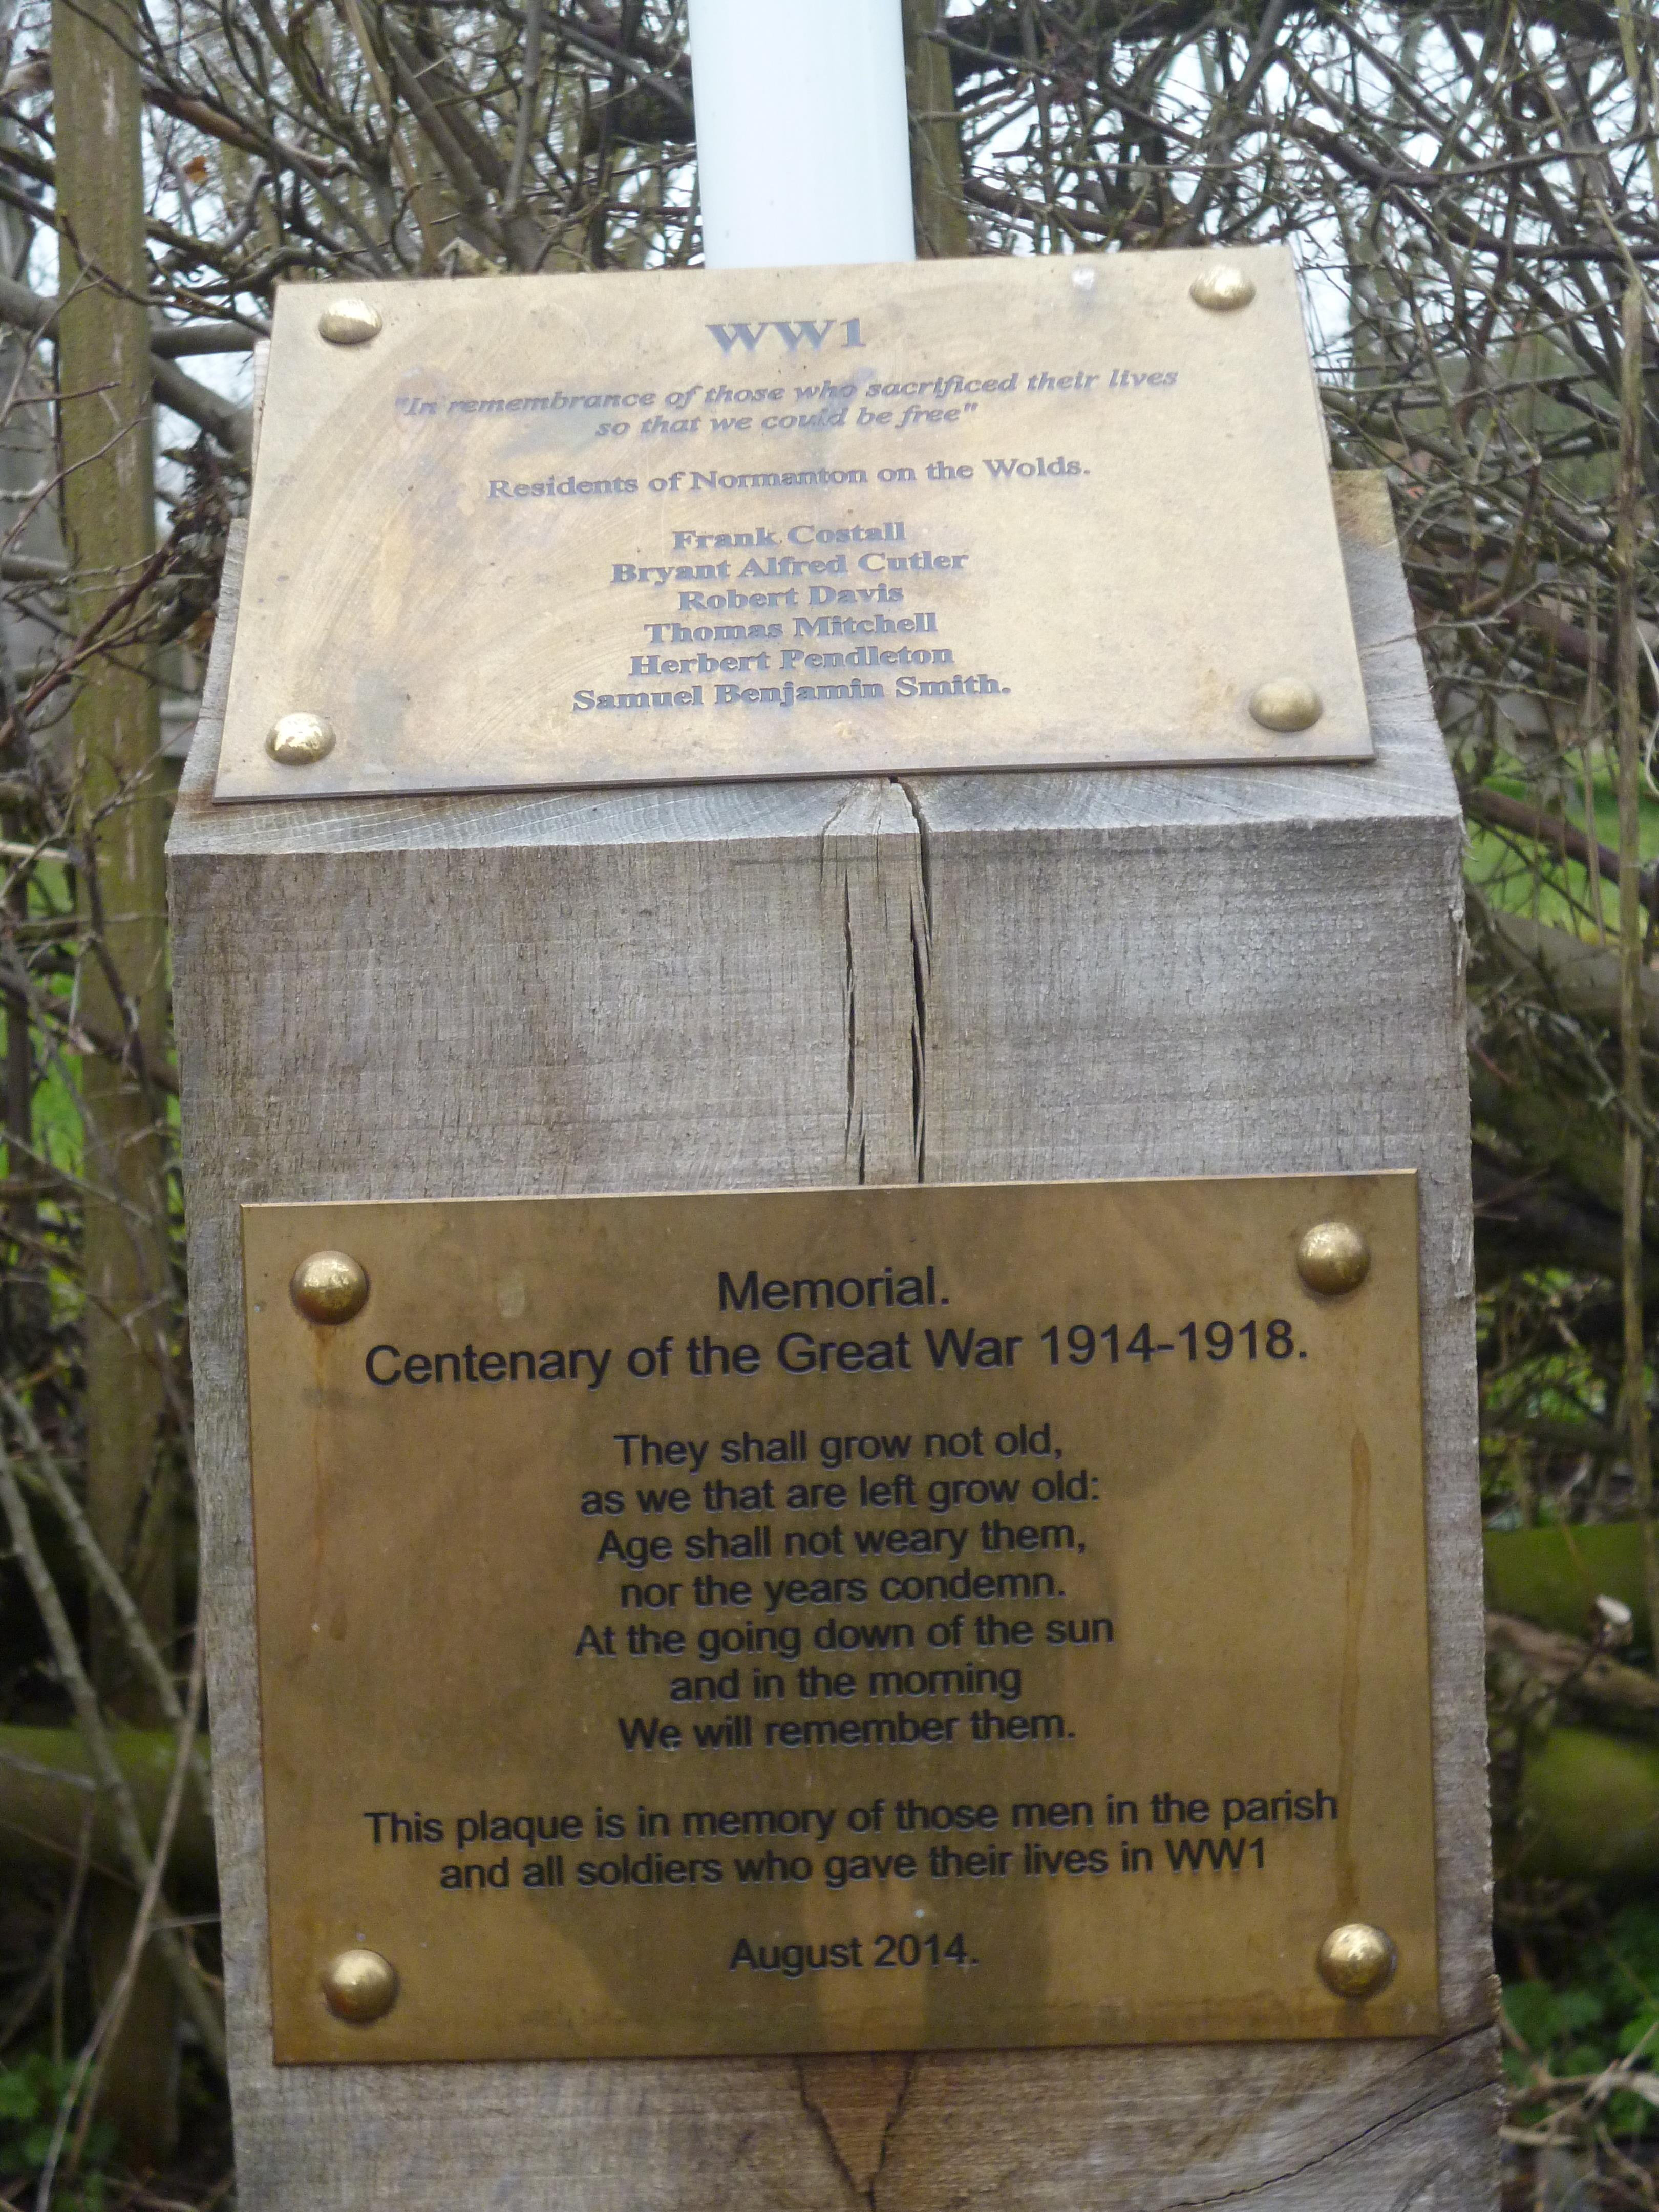 WW1
"In remembrance of those who sacrificed their lives
so that we could be free"
Residents of Normanton on the Wolds.
Frank Costall
Bryant Alfred Cutler
Robert Davis
Thomas Mitchell
Herbert Pendleton
Samuel Benjamin Smith.
Memorial.
Centenary of the Great War 1914-1918.
They shall grow not old,
as we that are left grow old:
Age shall not weary them,
nor the years condemn.
At the going down of the sun
and in the morning
We will remember them.
This plaque is in memory of those men in the parish
and all soldiers who gave their lives in WW1
August 2014.